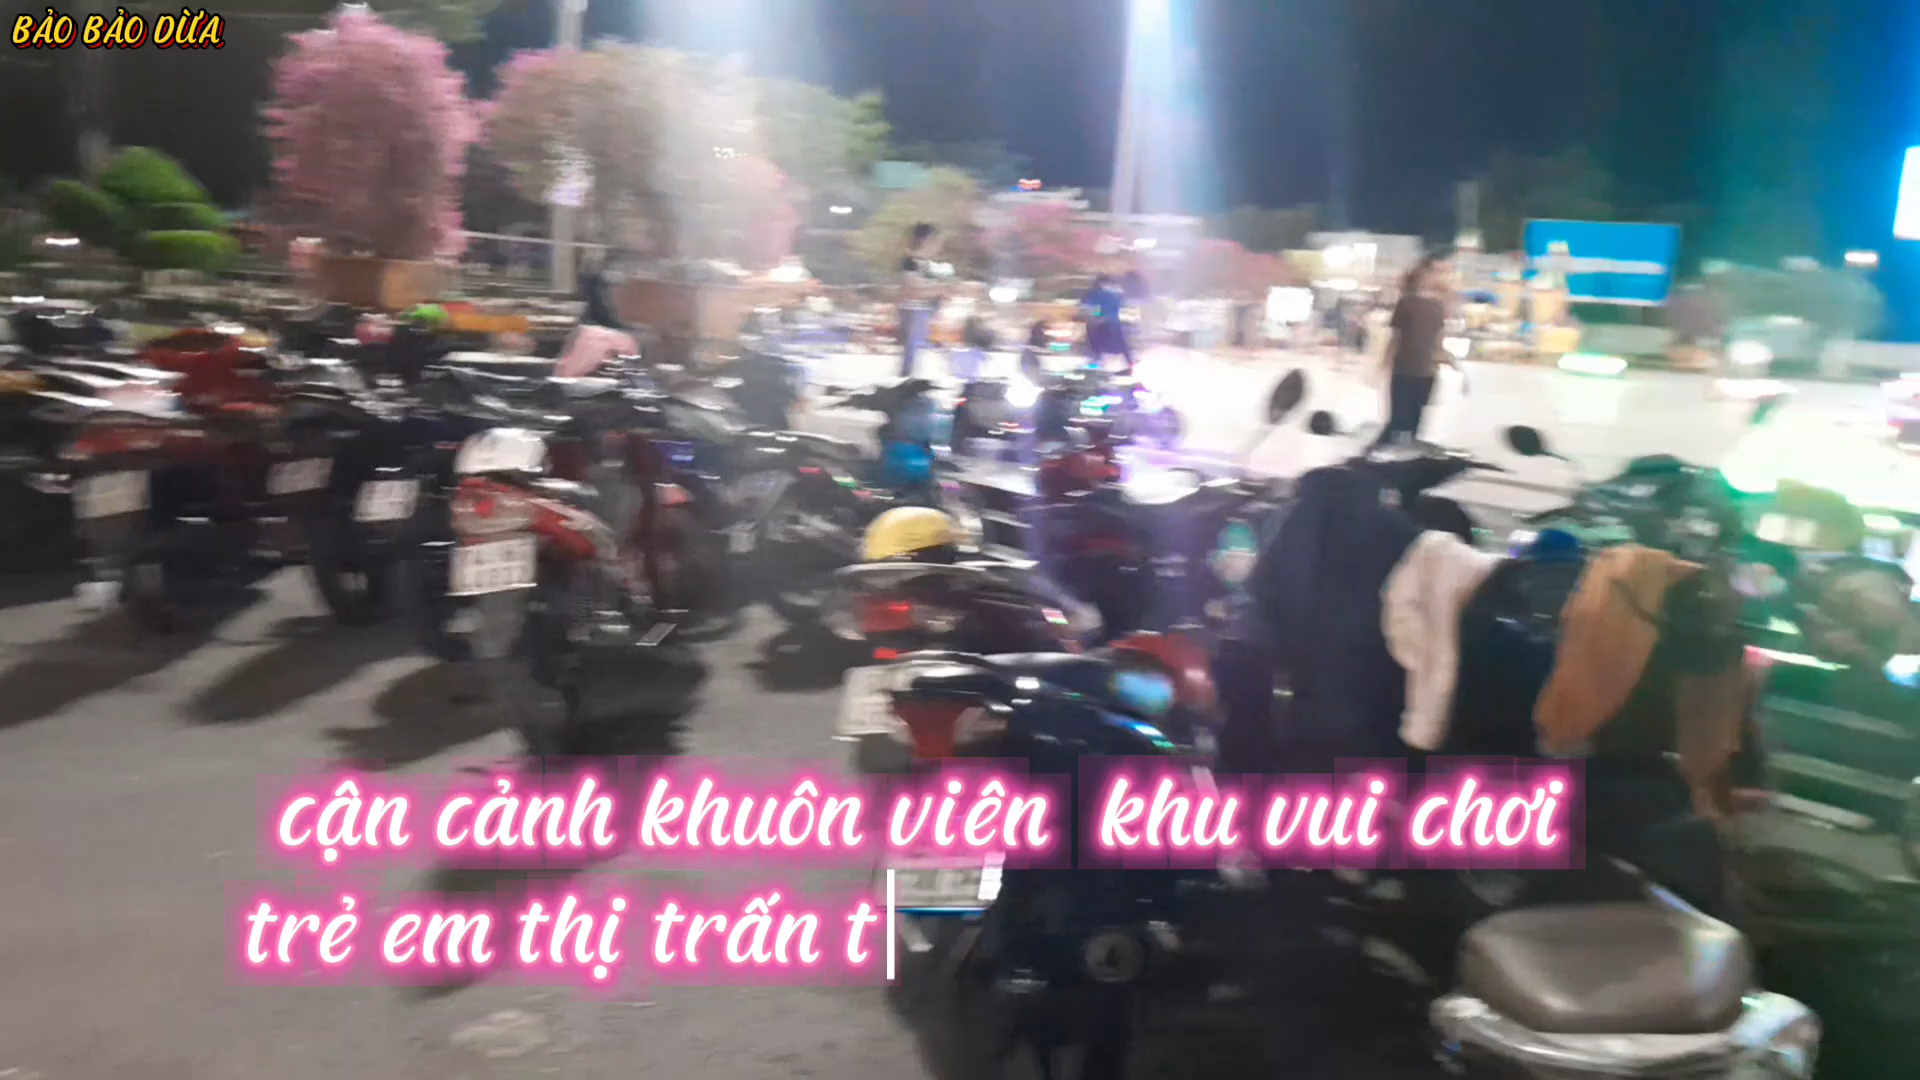 BẢO BẢO DỪA
cận cảnh khuôn viên khu vui chơi
trẻ em thị trấn t